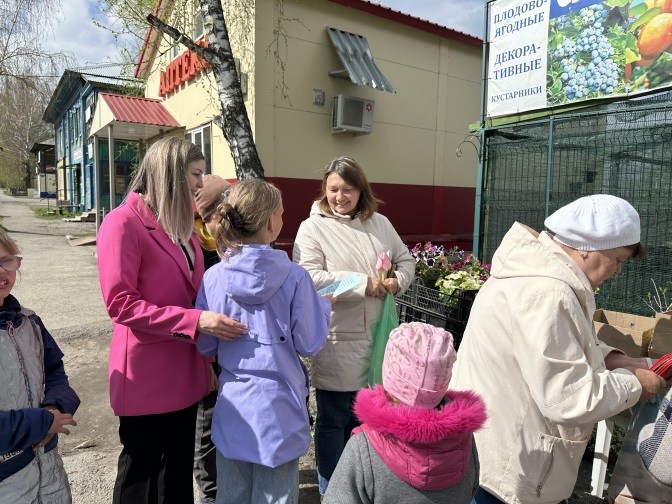 АПТЕКА
ПЛОДОВО-
ЯГОДНЫЕ
ДЕКОРА-
ТИВНЫЕ
КУСТАРНИКИ